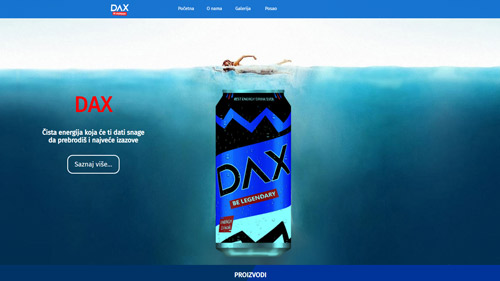 DAX
Početna O nama Galerija Posao
BEST ENERGY DRINK EVER
DAX
Čista energija koja će ti dati snage
da prebrodiš i najveće izazove
Saznaj više...
DAX
BE LEGENDARY
PROIZVODI